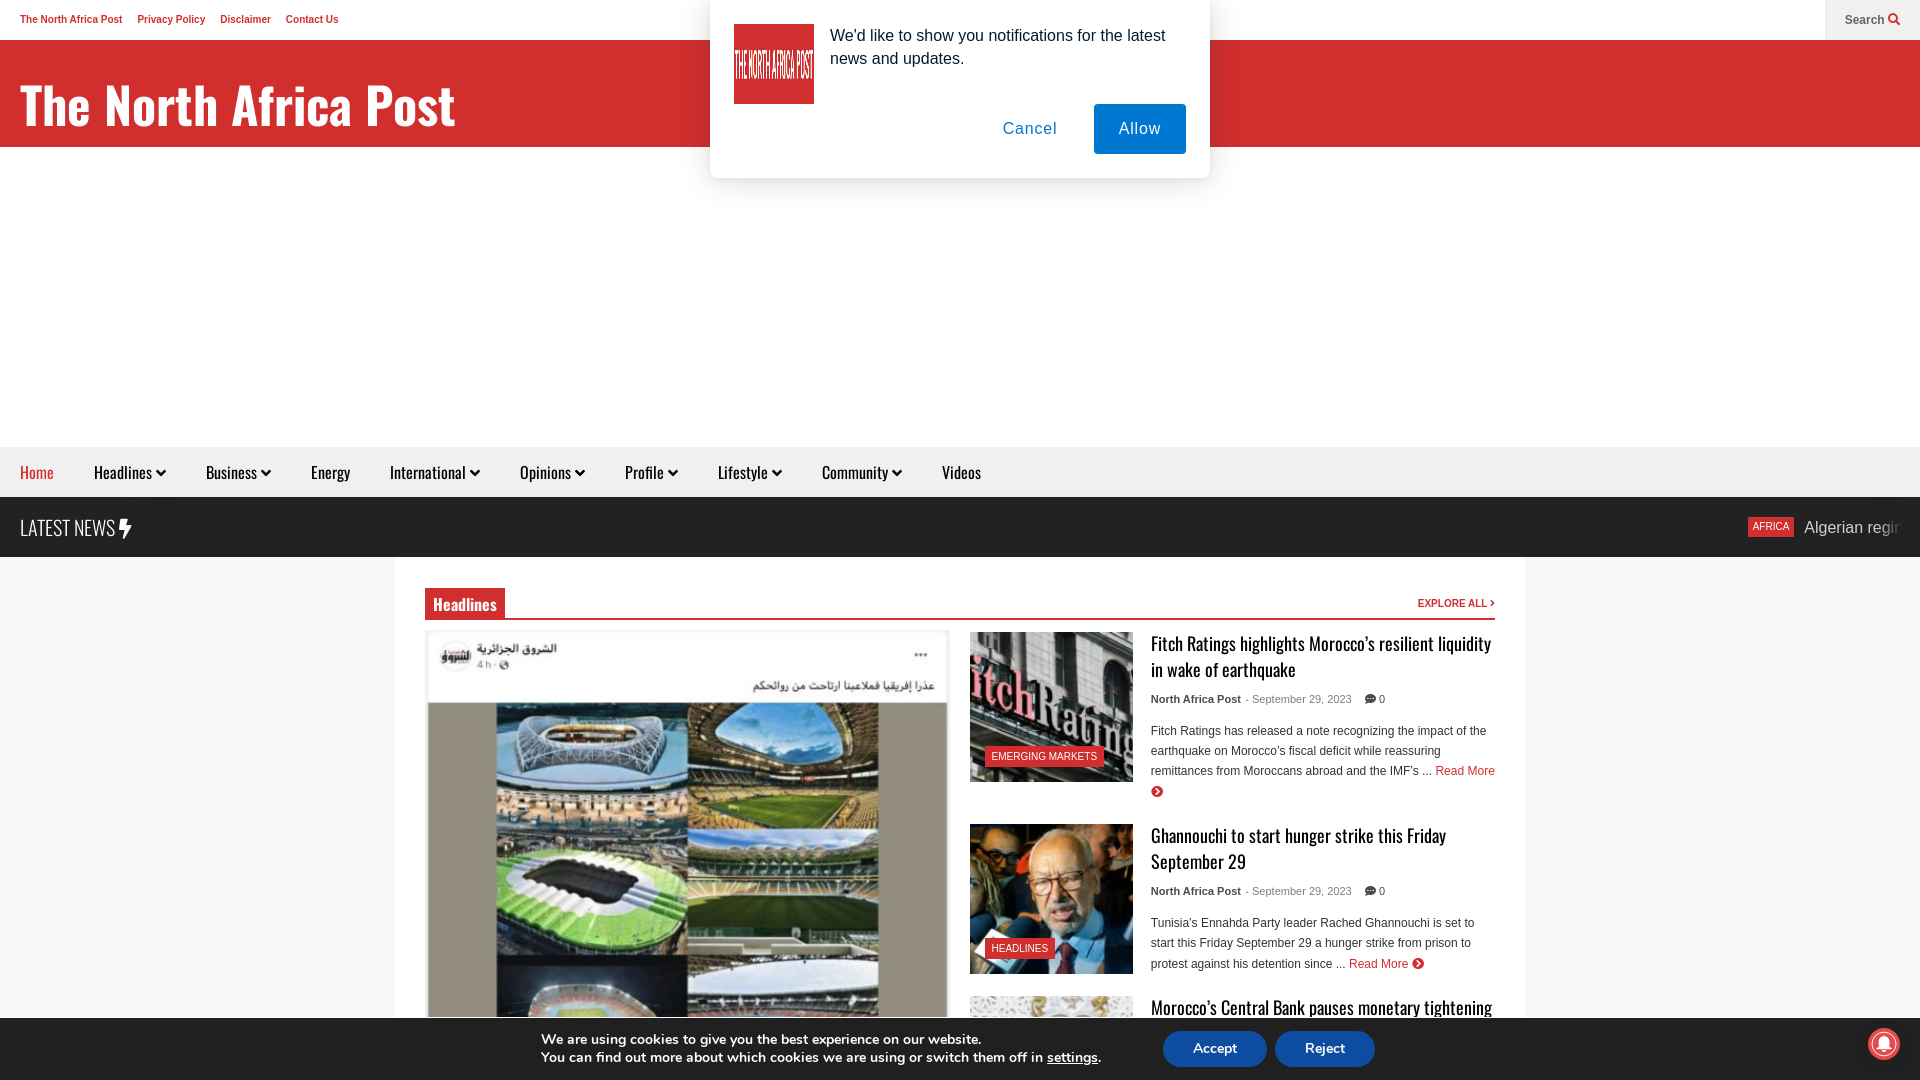 The North Africa Post
Privacy Policy
Disclaimer
Contact Us
Search
The North Africa Post
THE NORTH AFRICA POST
We'd like to show you notifications for the latest
news and updates.
Cancel
Allow
Home
Headlines
Business
Energy
International
Opinions
Profile
Lifestyle
Community
Videos
LATEST NEWS
AFRICA
Algerian regi
Headlines
EXPLORE ALL
الشروق الجزائرية
4 h
عذرا إفريقيا فملاعبنا ارتاحت من روائحكم
Fitch Ratings
EMERGING MARKETS
Fitch Ratings highlights Morocco’s resilient liquidity
in wake of earthquake
North Africa Post - September 29, 2023 0
Fitch Ratings has released a note recognizing the impact of the
earthquake on Morocco’s fiscal deficit while reassuring
remittances from Moroccans abroad and the IMF’s ... Read More
HEADLINES
Ghannouchi to start hunger strike this Friday
September 29
North Africa Post - September 29, 2023 0
Tunisia’s Ennahda Party leader Rached Ghannouchi is set to
start this Friday September 29 a hunger strike from prison to
protest against his detention since ... Read More
Morocco’s Central Bank pauses monetary tightening
We are using cookies to give you the best experience on our website.
You can find out more about which cookies we are using or switch them off in settings.
Accept
Reject